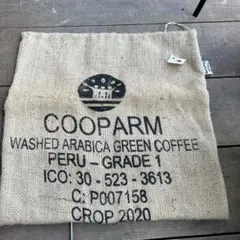 COOPARM
WASHED ARABICA GREEN COFFEE
PERU - GRADE 1
ICO: 30 - 523 - 3613
C: P007158
CROP 2020